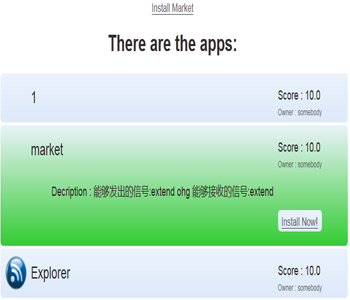 Install Market
There are the apps:
1
Score : 10.0
Owner : somebody
market
Score : 10.0
Owner : somebody
Decription : 能够发出的信号:extend ohg 能够接收的信号:extend
Install Now!
Explorer
Score : 10.0
Owner : somebody